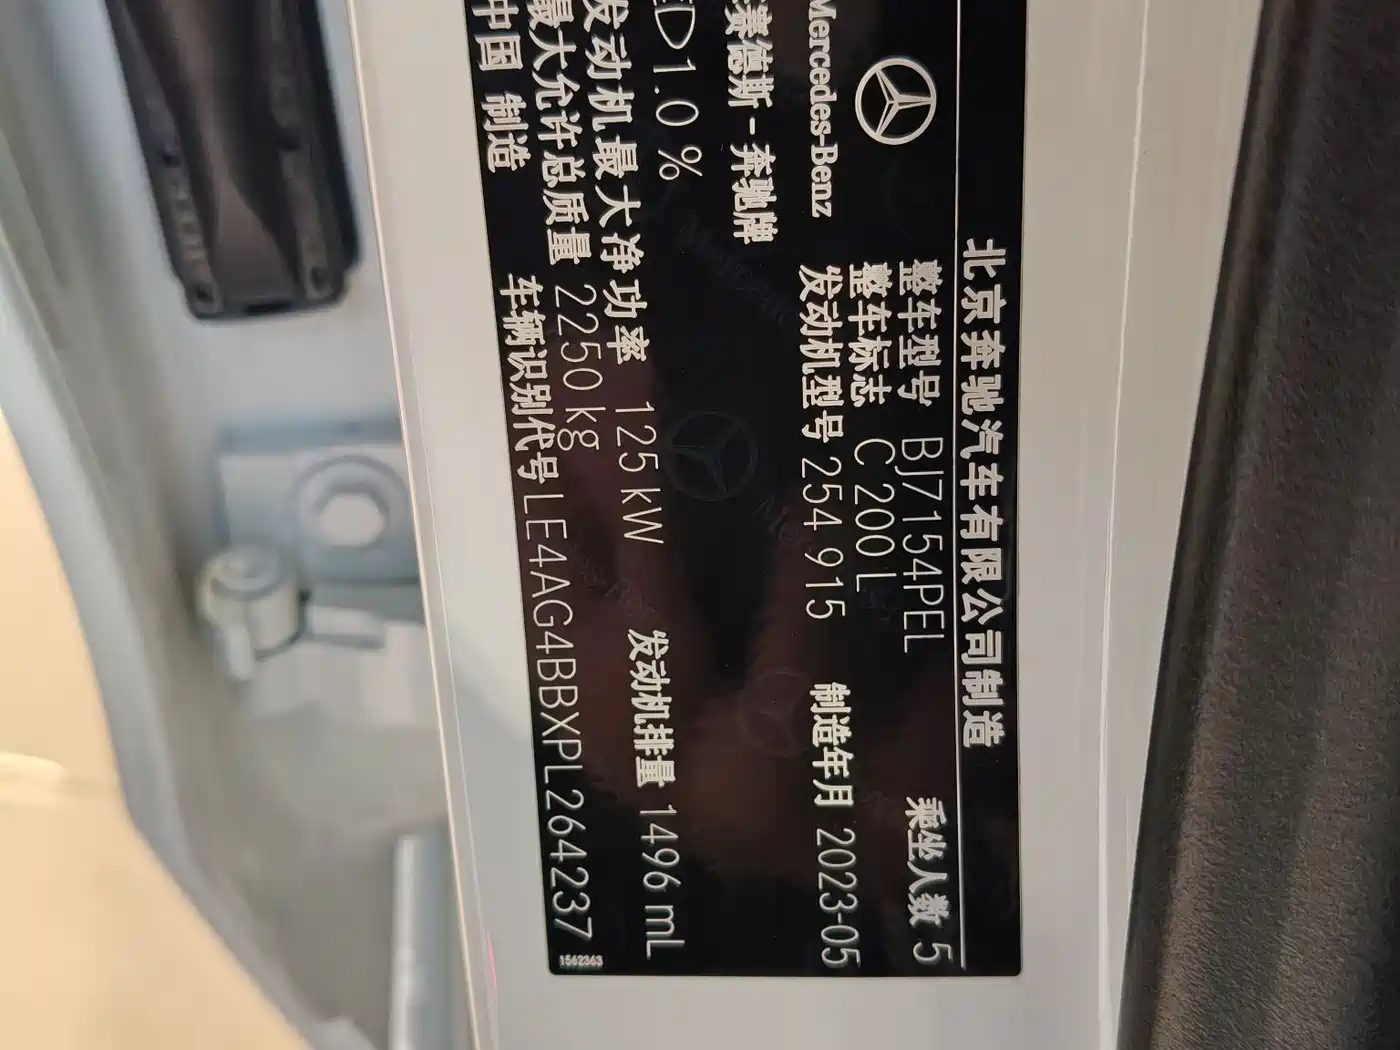 北京奔驰汽车有限公司制造
Mercedes-Benz
梅赛德斯-奔驰牌
整车型号 BJ7154PEL 乘坐人数 5
整车标志 C 200 L
发动机型号 254 915 制造年月 2023-05
ED 1.0 %
发动机最大净功率 125 kW 发动机排量 1496 mL
最大允许总质量 2250 kg
中国 制造 车辆识别代号 LE4AG4BBXPL264237
1562363